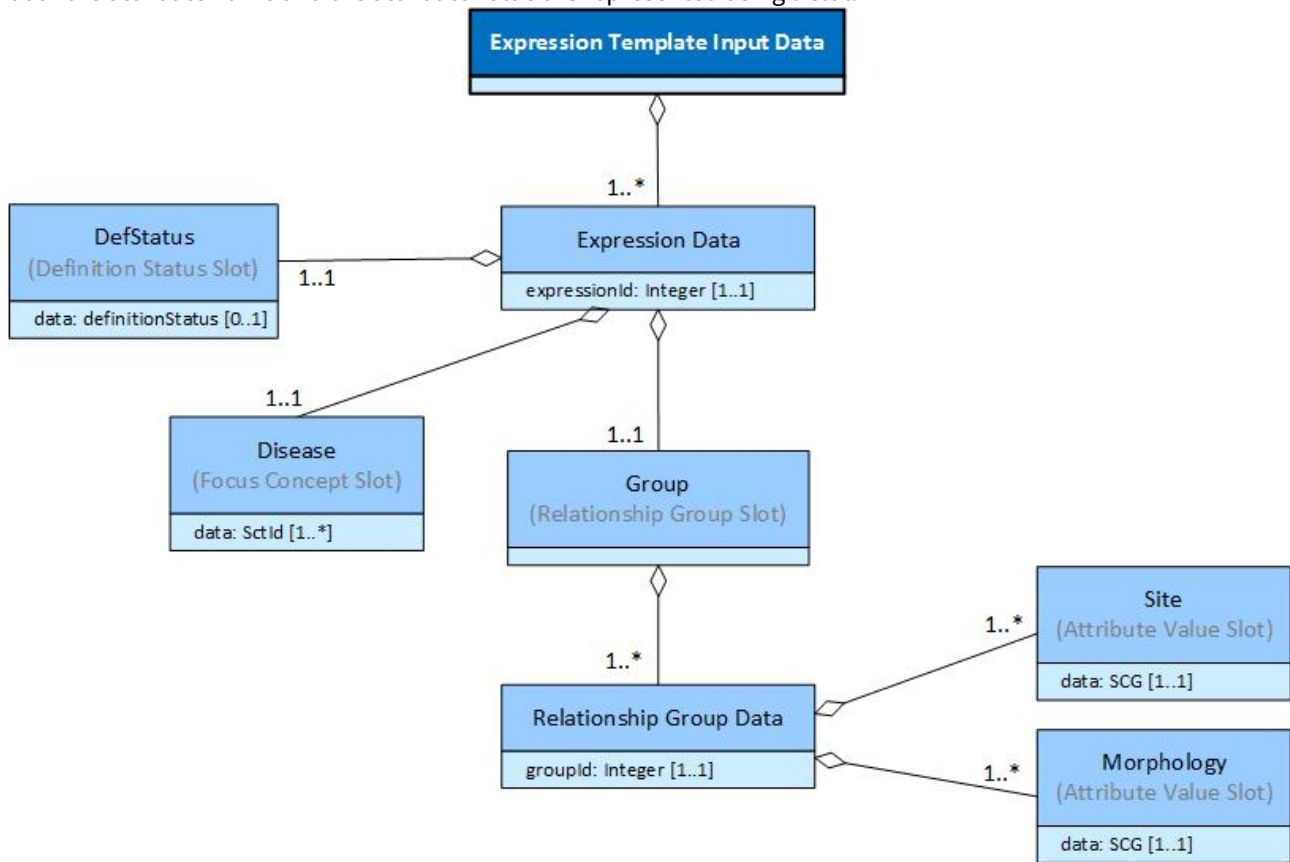 Expression Template Input Data
1..*
DefStatus
(Definition Status Slot)
data: definitionStatus [0..1]
1..1
Expression Data
expressionId: Integer [1..1]
1..1
Disease
(Focus Concept Slot)
data: SctId [1..*]
1..1
Group
(Relationship Group Slot)
1..*
Relationship Group Data
groupId: Integer [1..1]
1..*
Site
(Attribute Value Slot)
data: SCG [1..1]
1..*
Morphology
(Attribute Value Slot)
data: SCG [1..1]